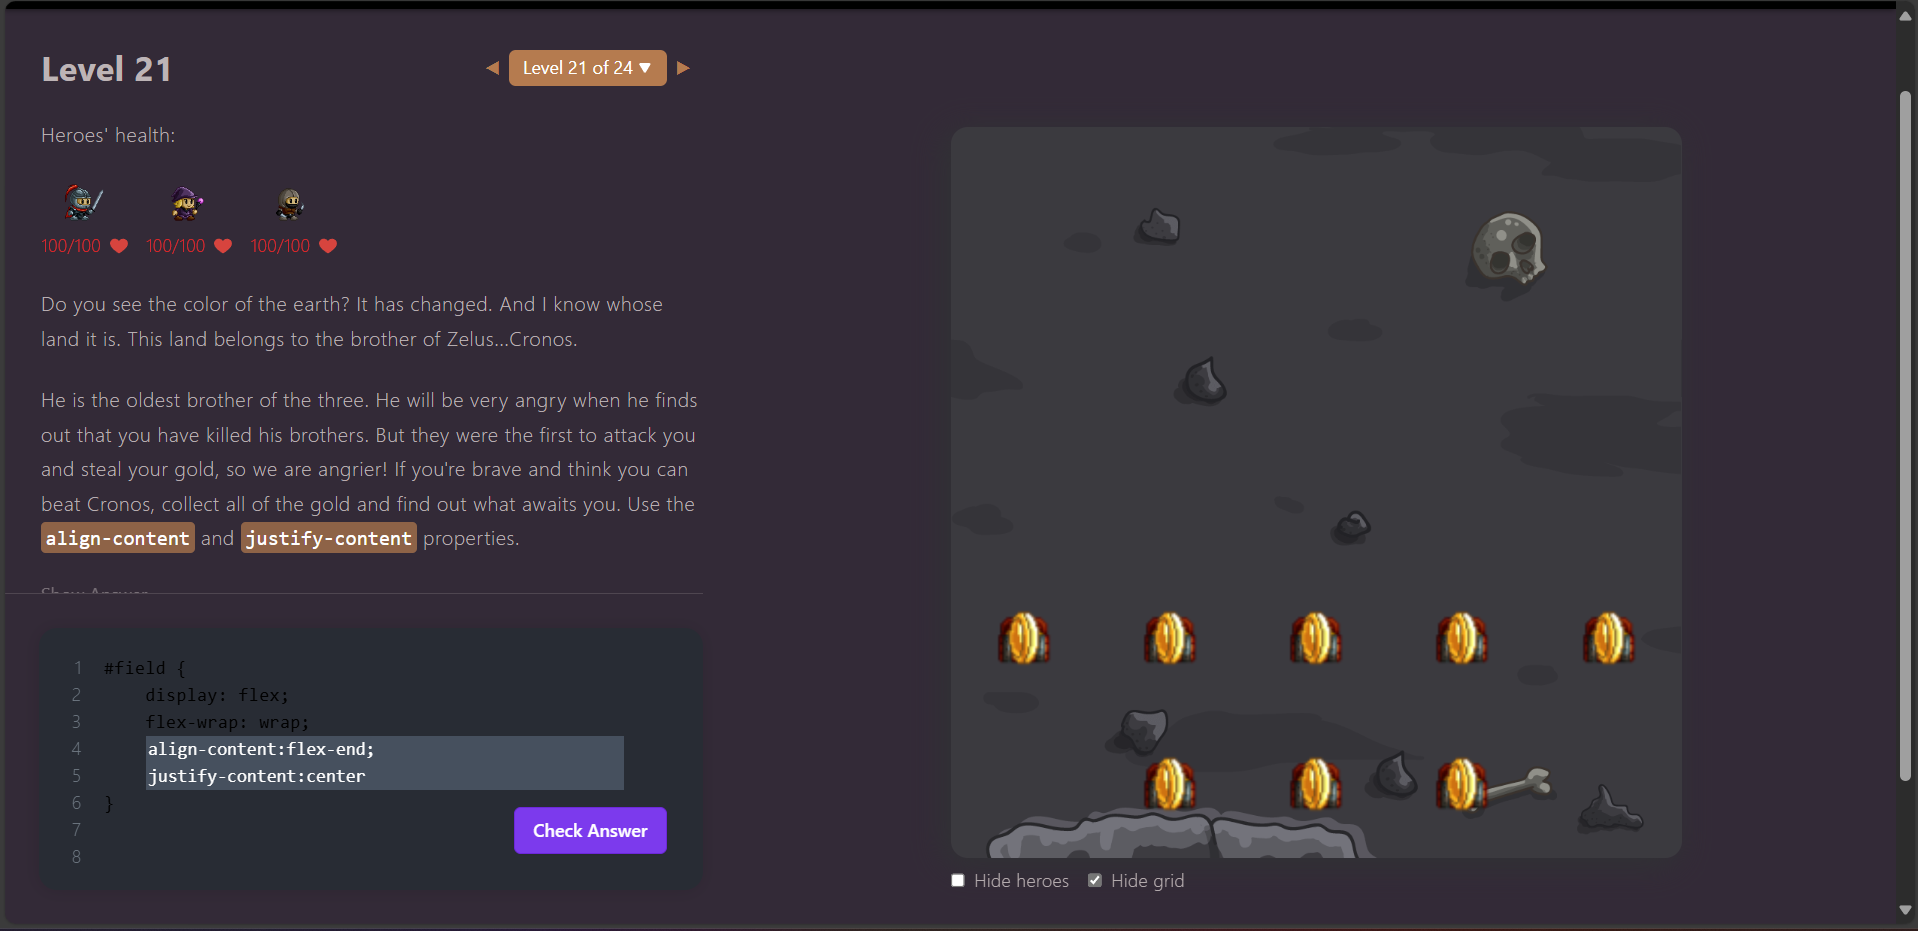 Level 21
◀ Level 21 of 24 ▼ ▶
Heroes' health:
100/100 ❤ 100/100 ❤ 100/100 ❤
Do you see the color of the earth? It has changed. And I know whose
land it is. This land belongs to the brother of Zelus...Cronos.
He is the oldest brother of the three. He will be very angry when he finds
out that you have killed his brothers. But they were the first to attack you
and steal your gold, so we are angrier! If you're brave and think you can
beat Cronos, collect all of the gold and find out what awaits you. Use the
align-content and justify-content properties.
Show Answer
1 #field {
2 display: flex;
3 flex-wrap: wrap;
4 align-content:flex-end;
5 justify-content:center
6 }
7
8
Check Answer
Hide heroes Hide grid